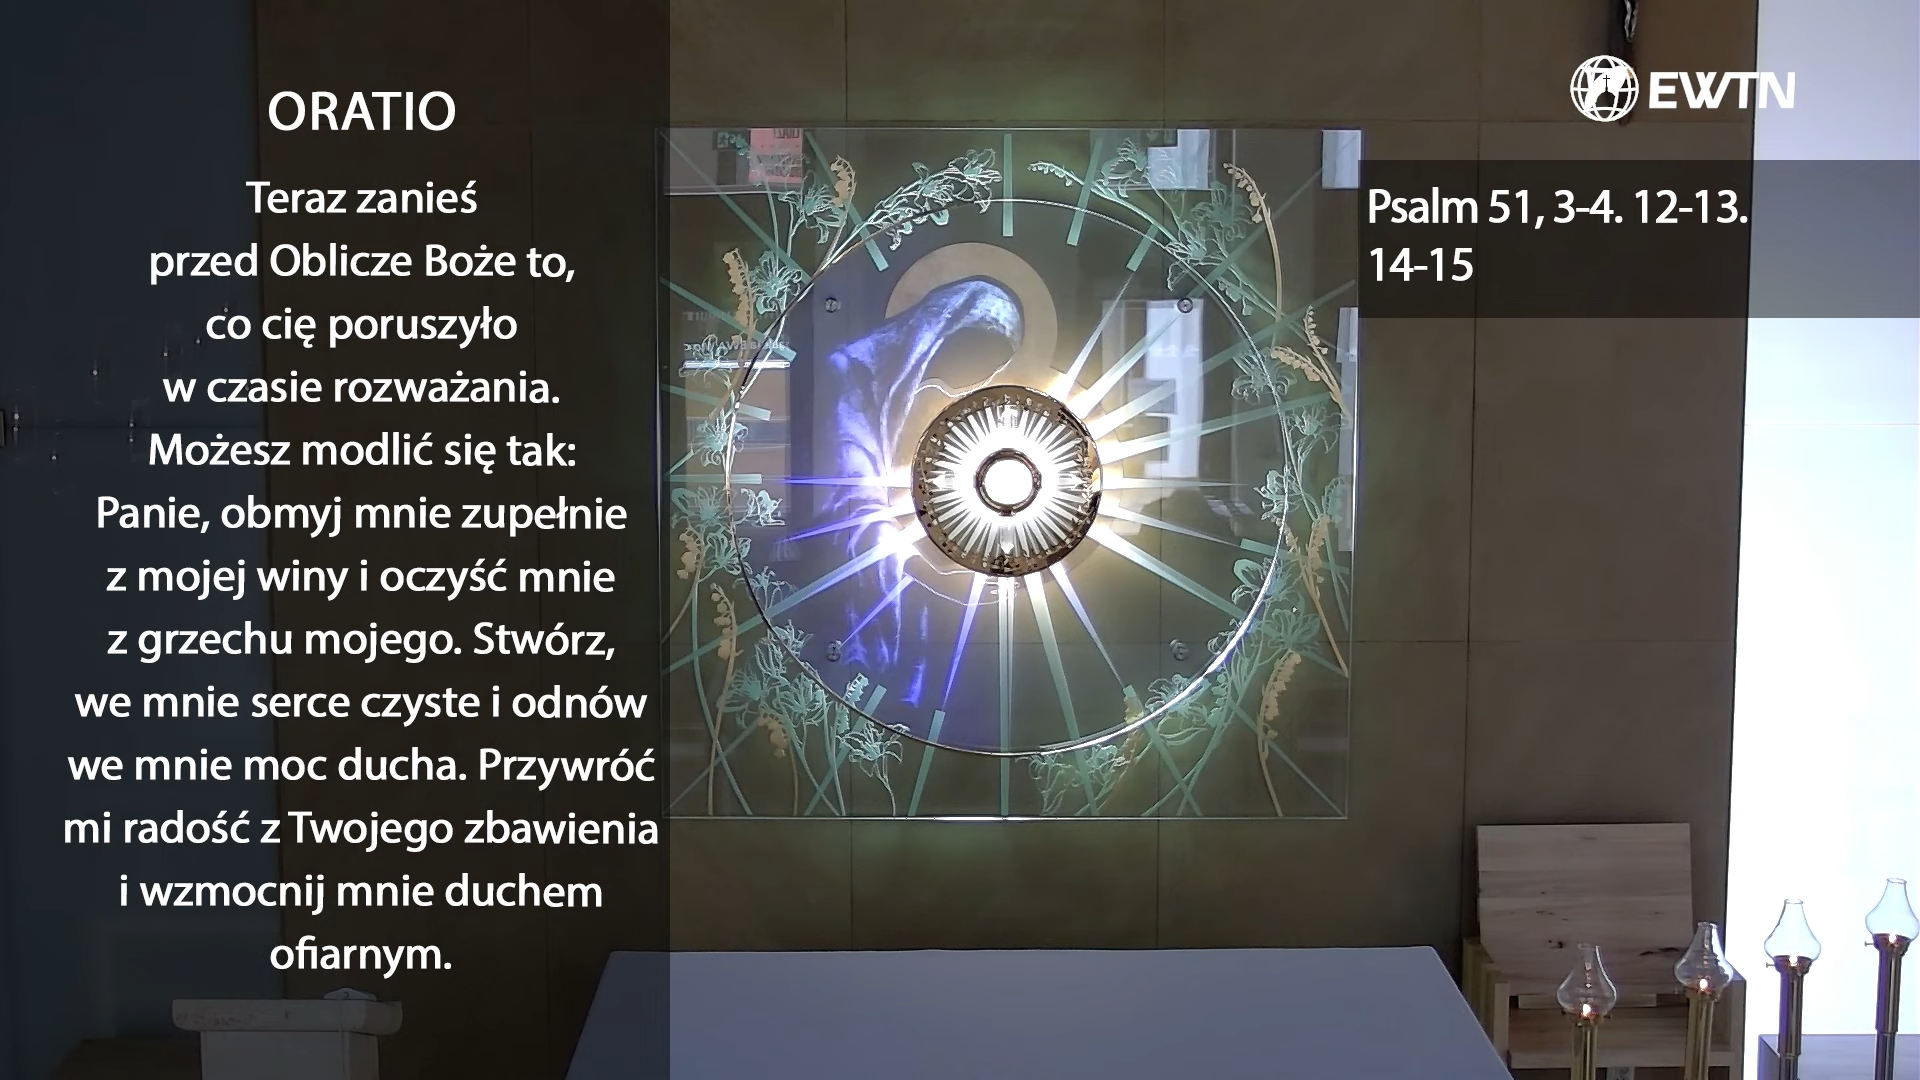 ORATIO
Teraz zanieś
przed Oblicze Boże to,
co cię poruszyło
w czasie rozważania.
Możesz modlić się tak:
Panie, obmyj mnie zupełnie
z mojej winy i oczyść mnie
z grzechu mojego. Stwórz,
we mnie serce czyste i odnów
we mnie moc ducha. Przywróć
mi radość z Twojego zbawienia
i wzmocnij mnie duchem
ofiarnym.
EWTN
Psalm 51, 3-4. 12-13.
14-15